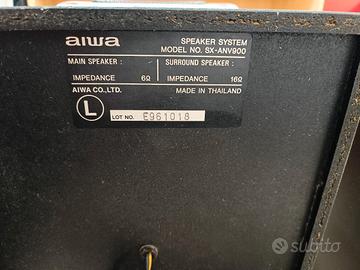 aiwa
SPEAKER SYSTEM
MODEL NO. SX-ANV900
MAIN SPEAKER :
SURROUND SPEAKER :
IMPEDANCE 6Ω
IMPEDANCE 16Ω
AIWA CO.,LTD.
MADE IN THAILAND
L
LOT NO. E961018
subito